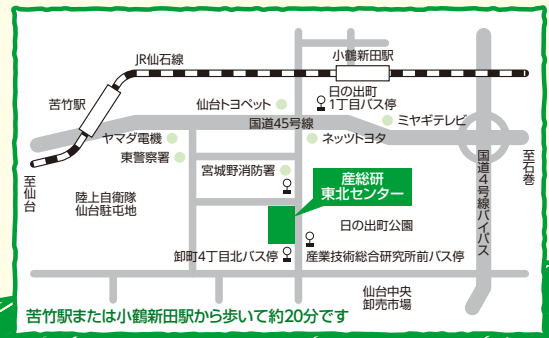 JR仙石線
小鶴新田駅
苦竹駅
仙台トヨペット
日の出町
1丁目バス停
国道45号線
ミヤギテレビ
ヤマダ電機
ネッツトヨタ
東警察署
宮城野消防署
至仙台
陸上自衛隊
仙台駐屯地
産総研
東北センター
国道4号線バイパス
至石巻
日の出町公園
卸町4丁目北バス停
産業技術総合研究所前バス停
仙台中央
卸売市場
苦竹駅または小鶴新田駅から歩いて約20分です